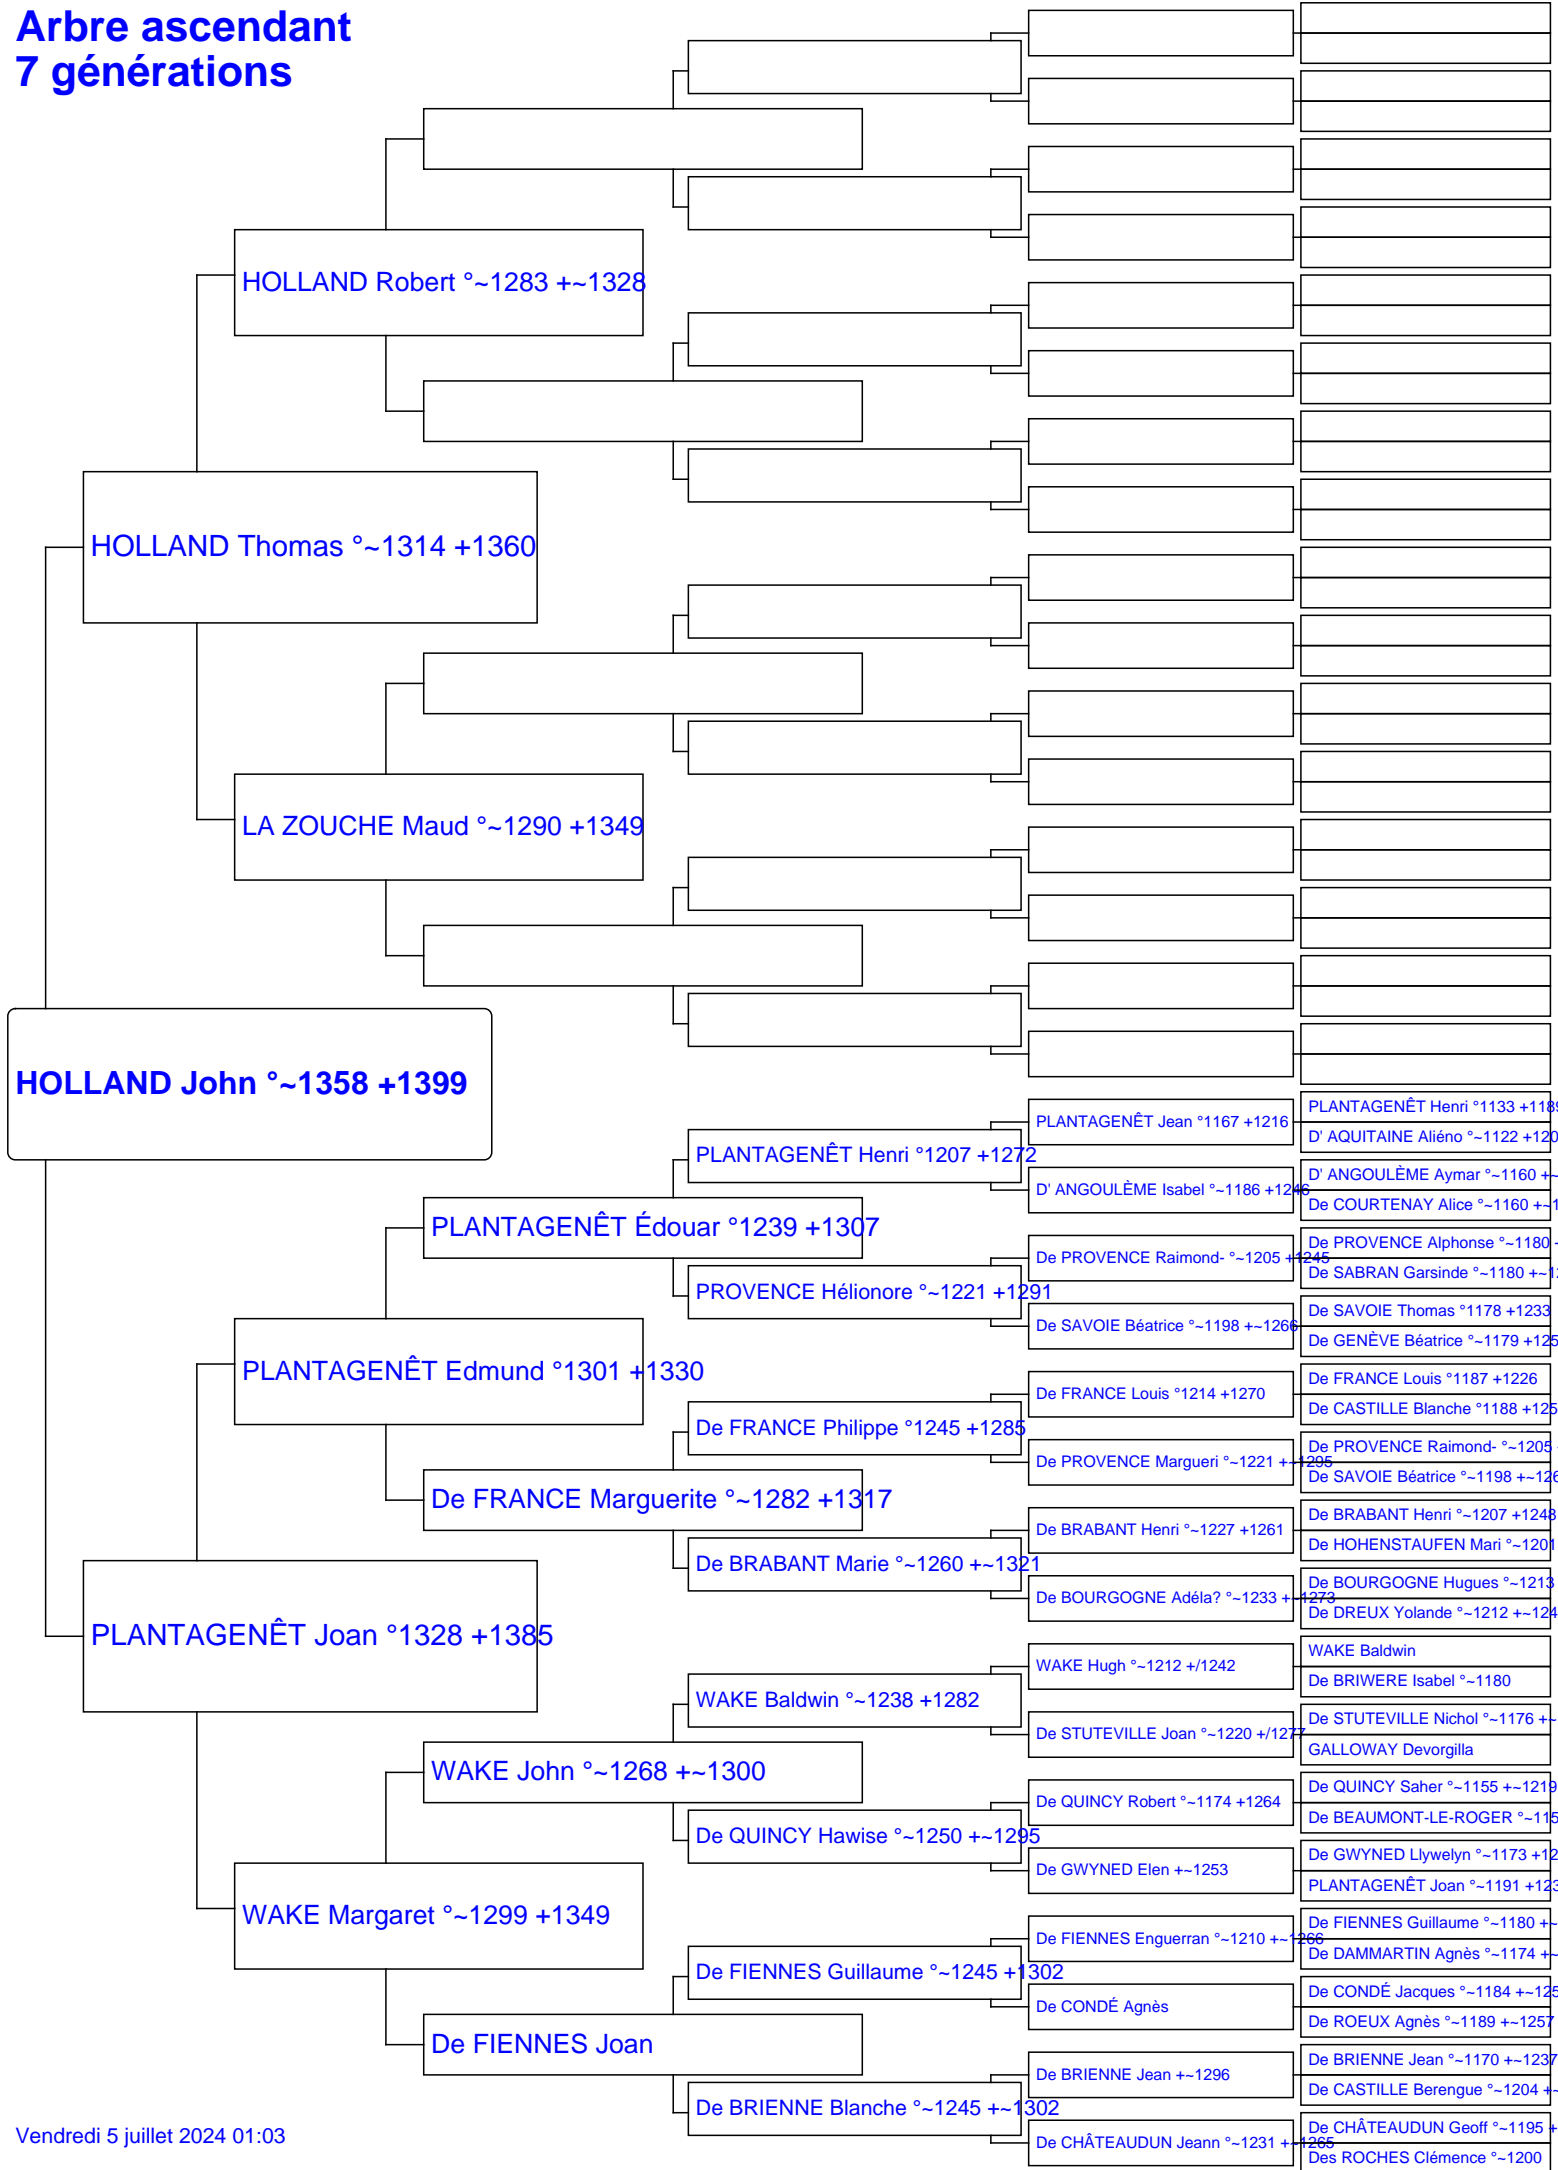 Arbre ascendant
7 générations
HOLLAND Robert °~1283 +~1328
HOLLAND Thomas °~1314 +1360
LA ZOUCHE Maud °~1290 +1349
HOLLAND John °~1358 +1399
PLANTAGENÊT Henri °1133 +1189
PLANTAGENÊT Jean °1167 +1216
D' AQUITAINE Aliéno °~1122 +120
PLANTAGENÊT Henri °1207 +1272
D' ANGOULÈME Aymar °~1160 +~
D' ANGOULÈME Isabel °~1186 +1246
De COURTENAY Alice °~1160 +~1
PLANTAGENÊT Édouar °1239 +1307
De PROVENCE Alphonse °~1180 +
De PROVENCE Raimond- °~1205 +1245
De SABRAN Garsinde °~1180 +~12
PROVENCE Hélionore °~1221 +1291
De SAVOIE Thomas °1178 +1233
De SAVOIE Béatrice °~1198 +~1266
De GENÈVE Béatrice °~1179 +125
PLANTAGENÊT Edmund °1301 +1330
De FRANCE Louis °1187 +1226
De FRANCE Louis °1214 +1270
De CASTILLE Blanche °1188 +125
De FRANCE Philippe °1245 +1285
De PROVENCE Raimond- °~1205
De PROVENCE Margueri °~1221 +~1295
De SAVOIE Béatrice °~1198 +~126
De FRANCE Marguerite °~1282 +1317
De BRABANT Henri °~1207 +1248
De BRABANT Henri °~1227 +1261
De HOHENSTAUFEN Mari °~1201
De BRABANT Marie °~1260 +~1321
De BOURGOGNE Hugues °~1213
De BOURGOGNE Adéla? °~1233 +~1273
De DREUX Yolande °~1212 +~124
PLANTAGENÊT Joan °1328 +1385
WAKE Baldwin
WAKE Hugh °~1212 +/1242
De BRIWERE Isabel °~1180
WAKE Baldwin °~1238 +1282
De STUTEVILLE Nichol °~1176 +~
De STUTEVILLE Joan °~1220 +/1277
GALLOWAY Devorgilla
WAKE John °~1268 +~1300
De QUINCY Saher °~1155 +~1219
De QUINCY Robert °~1174 +1264
De BEAUMONT-LE-ROGER °~115
De QUINCY Hawise °~1250 +~1295
De GWYNED Llywelyn °~1173 +12
De GWYNED Elen +~1253
PLANTAGENÊT Joan °~1191 +123
WAKE Margaret °~1299 +1349
De FIENNES Guillaume °~1180 +~
De FIENNES Enguerran °~1210 +~1266
De DAMMARTIN Agnès °~1174 +~
De FIENNES Guillaume °~1245 +1302
De CONDÉ Jacques °~1184 +~125
De CONDÉ Agnès
De ROEUX Agnès °~1189 +~1257
De FIENNES Joan
De BRIENNE Jean °~1170 +~1237
De BRIENNE Jean +~1296
De CASTILLE Berengue °~1204 +~
De BRIENNE Blanche °~1245 +~1302
De CHÂTEAUDUN Geoff °~1195 +
De CHÂTEAUDUN Jeann °~1231 +~1265
Des ROCHES Clémence °~1200
Vendredi 5 juillet 2024 01:03